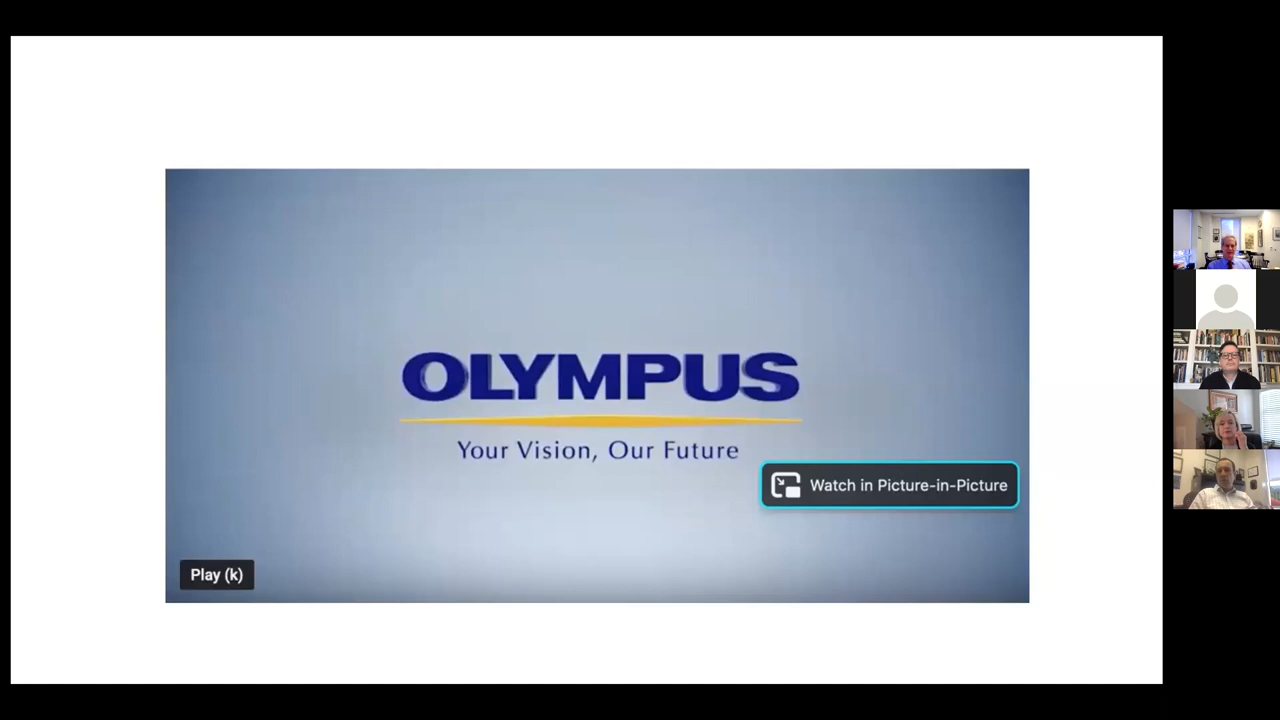 OLYMPUS
Your Vision, Our Future
Watch in Picture-in-Picture
Play (k)